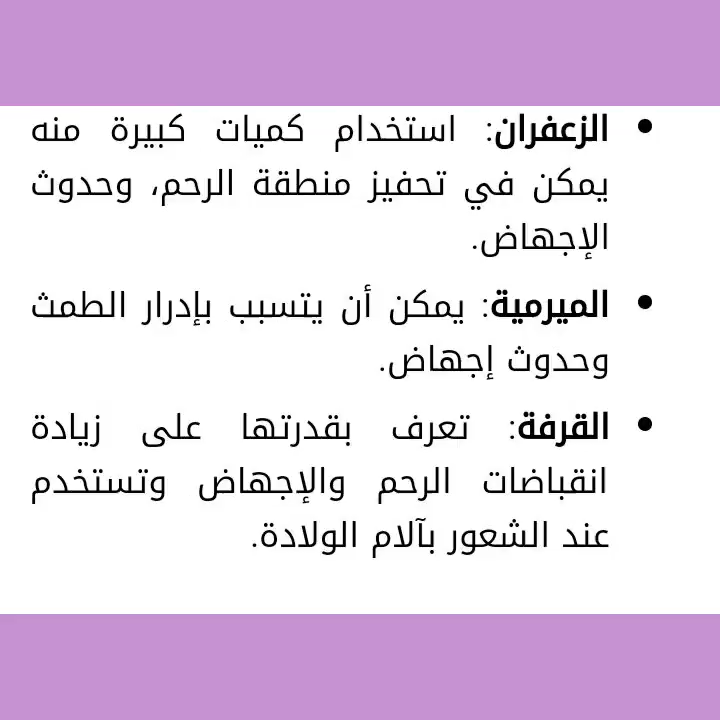 • الزعفران: استخدام كميات كبيرة منه
يمكن في تحفيز منطقة الرحم، وحدوث
الإجهاض.
• الميرمية: يمكن أن يتسبب بإدرار الطمث
وحدوث إجهاض.
• القرفة: تعرف بقدرتها على زيادة
انقباضات الرحم والإجهاض وتستخدم
عند الشعور بآلام الولادة.